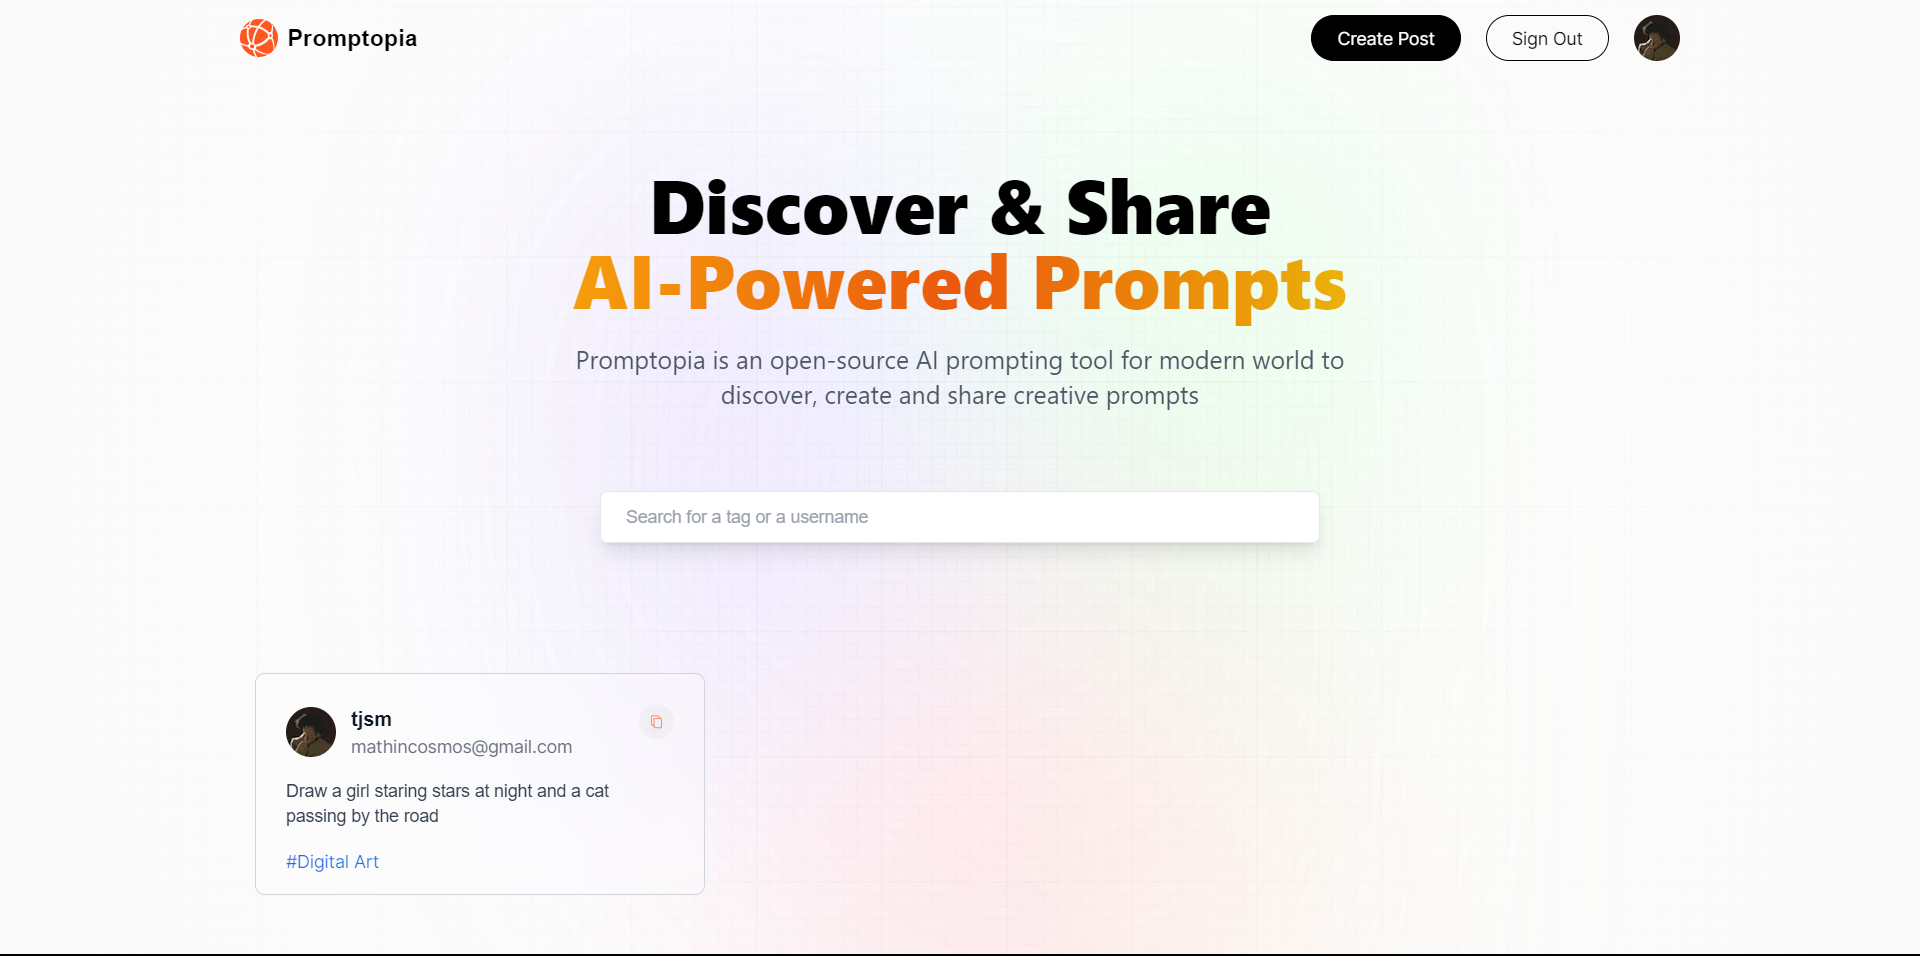 Promptopia
Create Post
Sign Out
Discover & Share
AI-Powered Prompts
Promptopia is an open-source AI prompting tool for modern world to
discover, create and share creative prompts
Search for a tag or a username
tjsm
mathincosmos@gmail.com
Draw a girl staring stars at night and a cat
passing by the road
#Digital Art